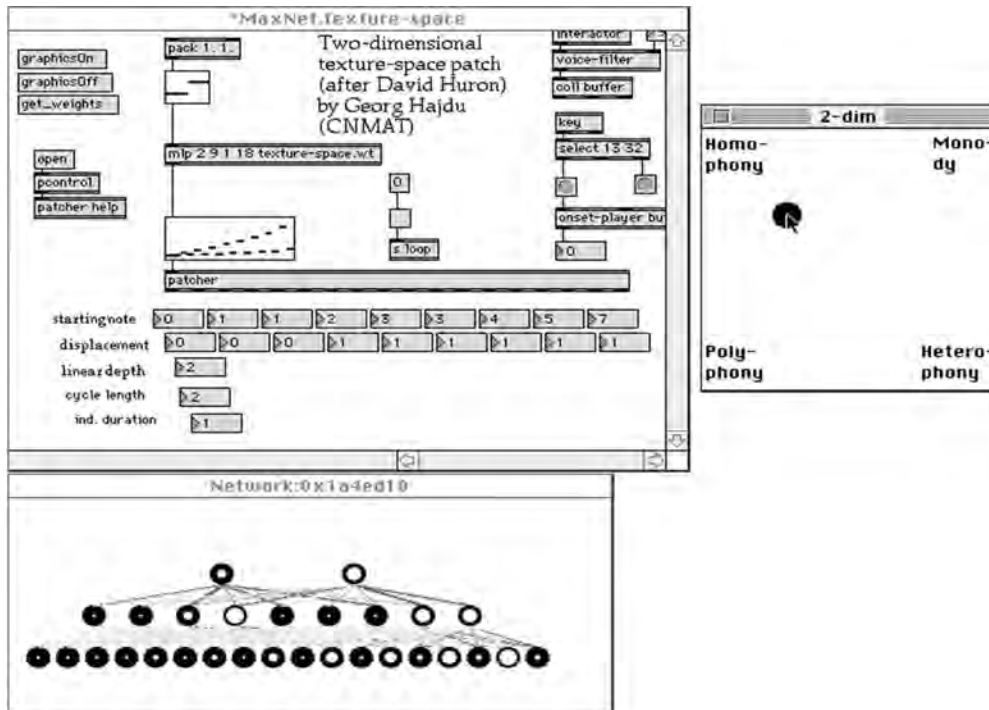 *MaxNet.Texture-space
graphicsOn
graphicsOff
get_weights
open
pcontrol
patcher help
pack 1. 1.
Two-dimensional
texture-space patch
(after David Huron)
by Georg Hajdu
(CNMAT)
interactor
voice-filter
coll buffer
key
select 13 32
mlp 2 9 1 18 texture-space.wt
0
s loop
onset-player bu
0
patcher
startingnote 0 1 1 2 3 3 4 5 7
displacement 0 0 0 1 1 1 1 1 1
linear depth 2
cycle length 2
ind. duration 1
2-dim
Homo-
phony
Mono-
dy
Poly-
phony
Hetero-
phony
Network:0x1a4ed10